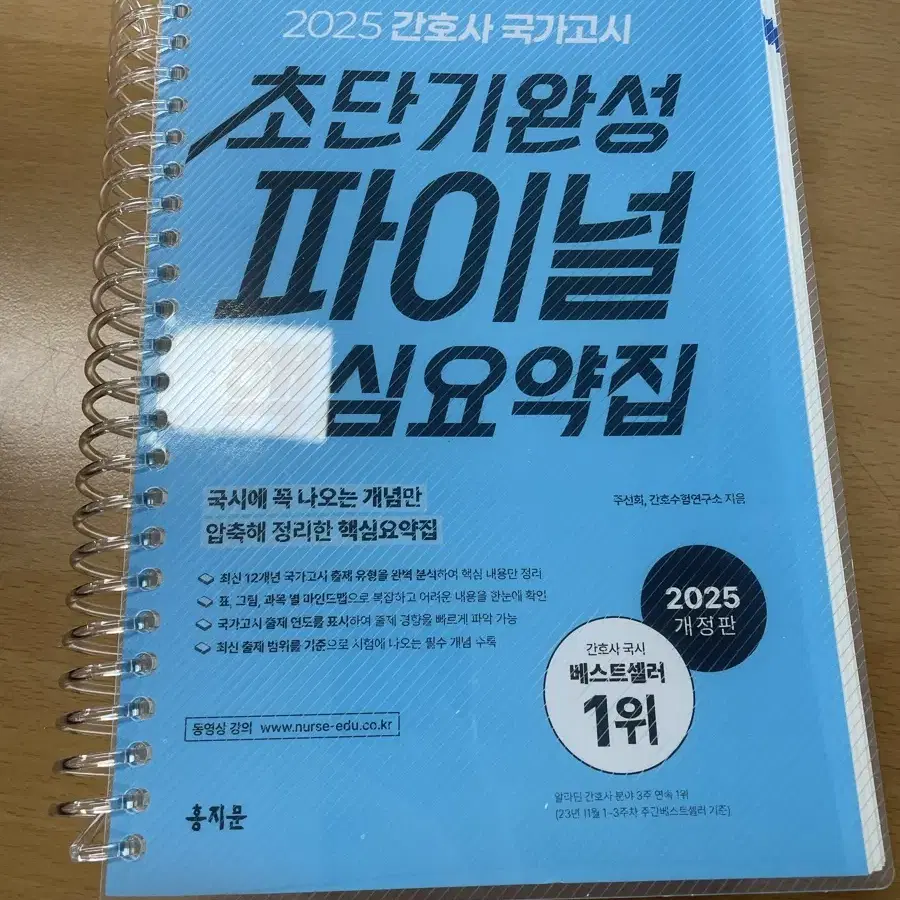 2025 간호사 국가고시
초단기완성
파이널
핵심요약집
국시에 꼭 나오는 개념만
압축해 정리한 핵심요약집
주선희, 간호수험연구소 지음
최신 12개년 국가고시 출제 유형을 완벽 분석하여 핵심 내용만 정리
표, 그림, 과목 별 마인드맵으로 복잡하고 어려운 내용을 한눈에 확인
국가고시 출제 연도를 표시하여 출제 경향을 빠르게 파악 가능
최신 출제 범위를 기준으로 시험에 나오는 필수 개념 수록
2025
개정판
간호사 국시
베스트셀러
1위
동영상 강의 www.nurse-edu.co.kr
알라딘 간호사 분야 3주 연속 1위
(23년 11월 1~3주차 주간베스트셀러 기준)
홍지문